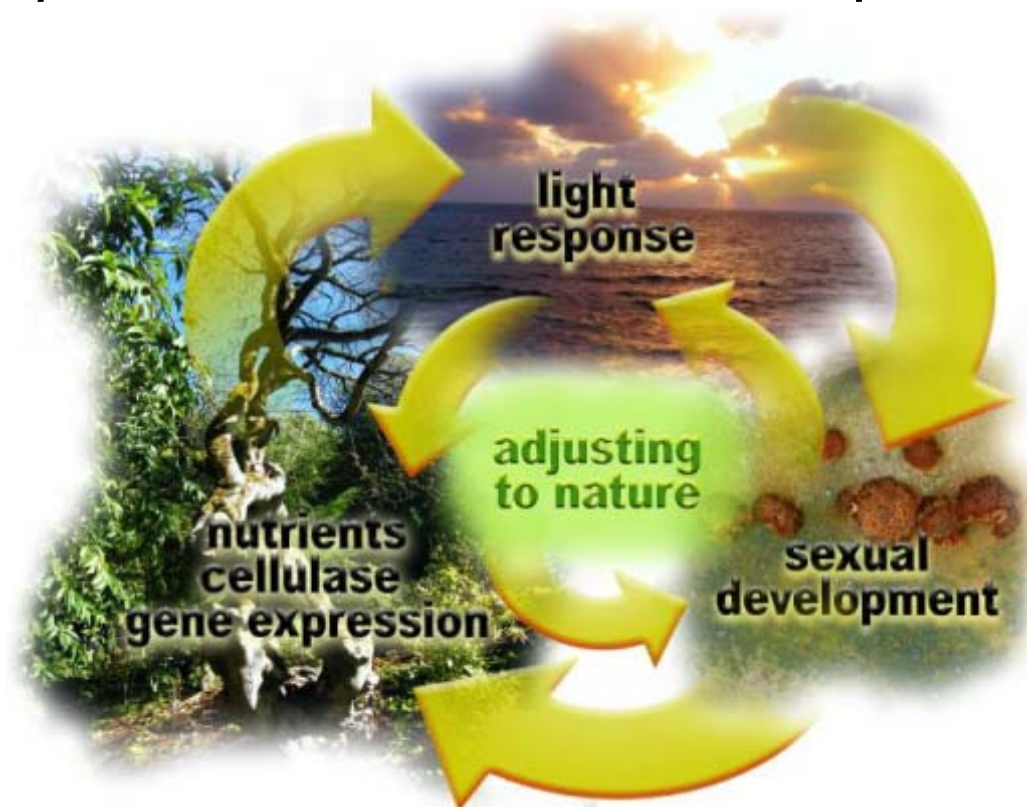 light
response
adjusting
to nature
nutrients
cellulase
gene expression
sexual
development